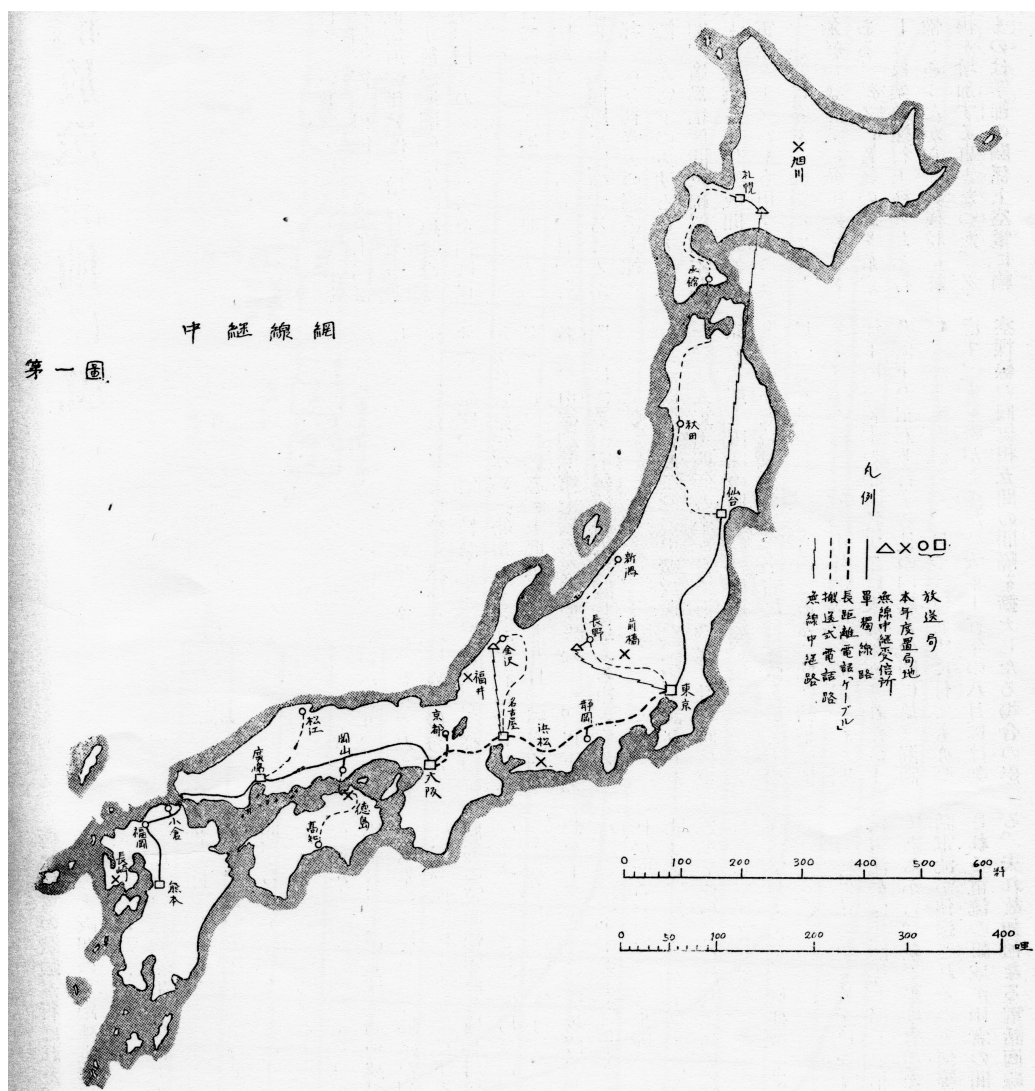 中継線網
第一圖
旭川
札幌
函館
秋田
仙台
新潟
長野
前橋
金沢
福井
名古屋
東京
静岡
浜松
京都
大阪
松江
岡山
廣島
徳島
高知
小倉
福岡
長崎
熊本
凡例
放送局
本年度置局地
無線中継受信所
單獨線路
長距離電話「ケーブル」
搬送式電話路
無線中継路
0 100 200 300 400 500 600 粁
0 50 100 200 300 400 哩